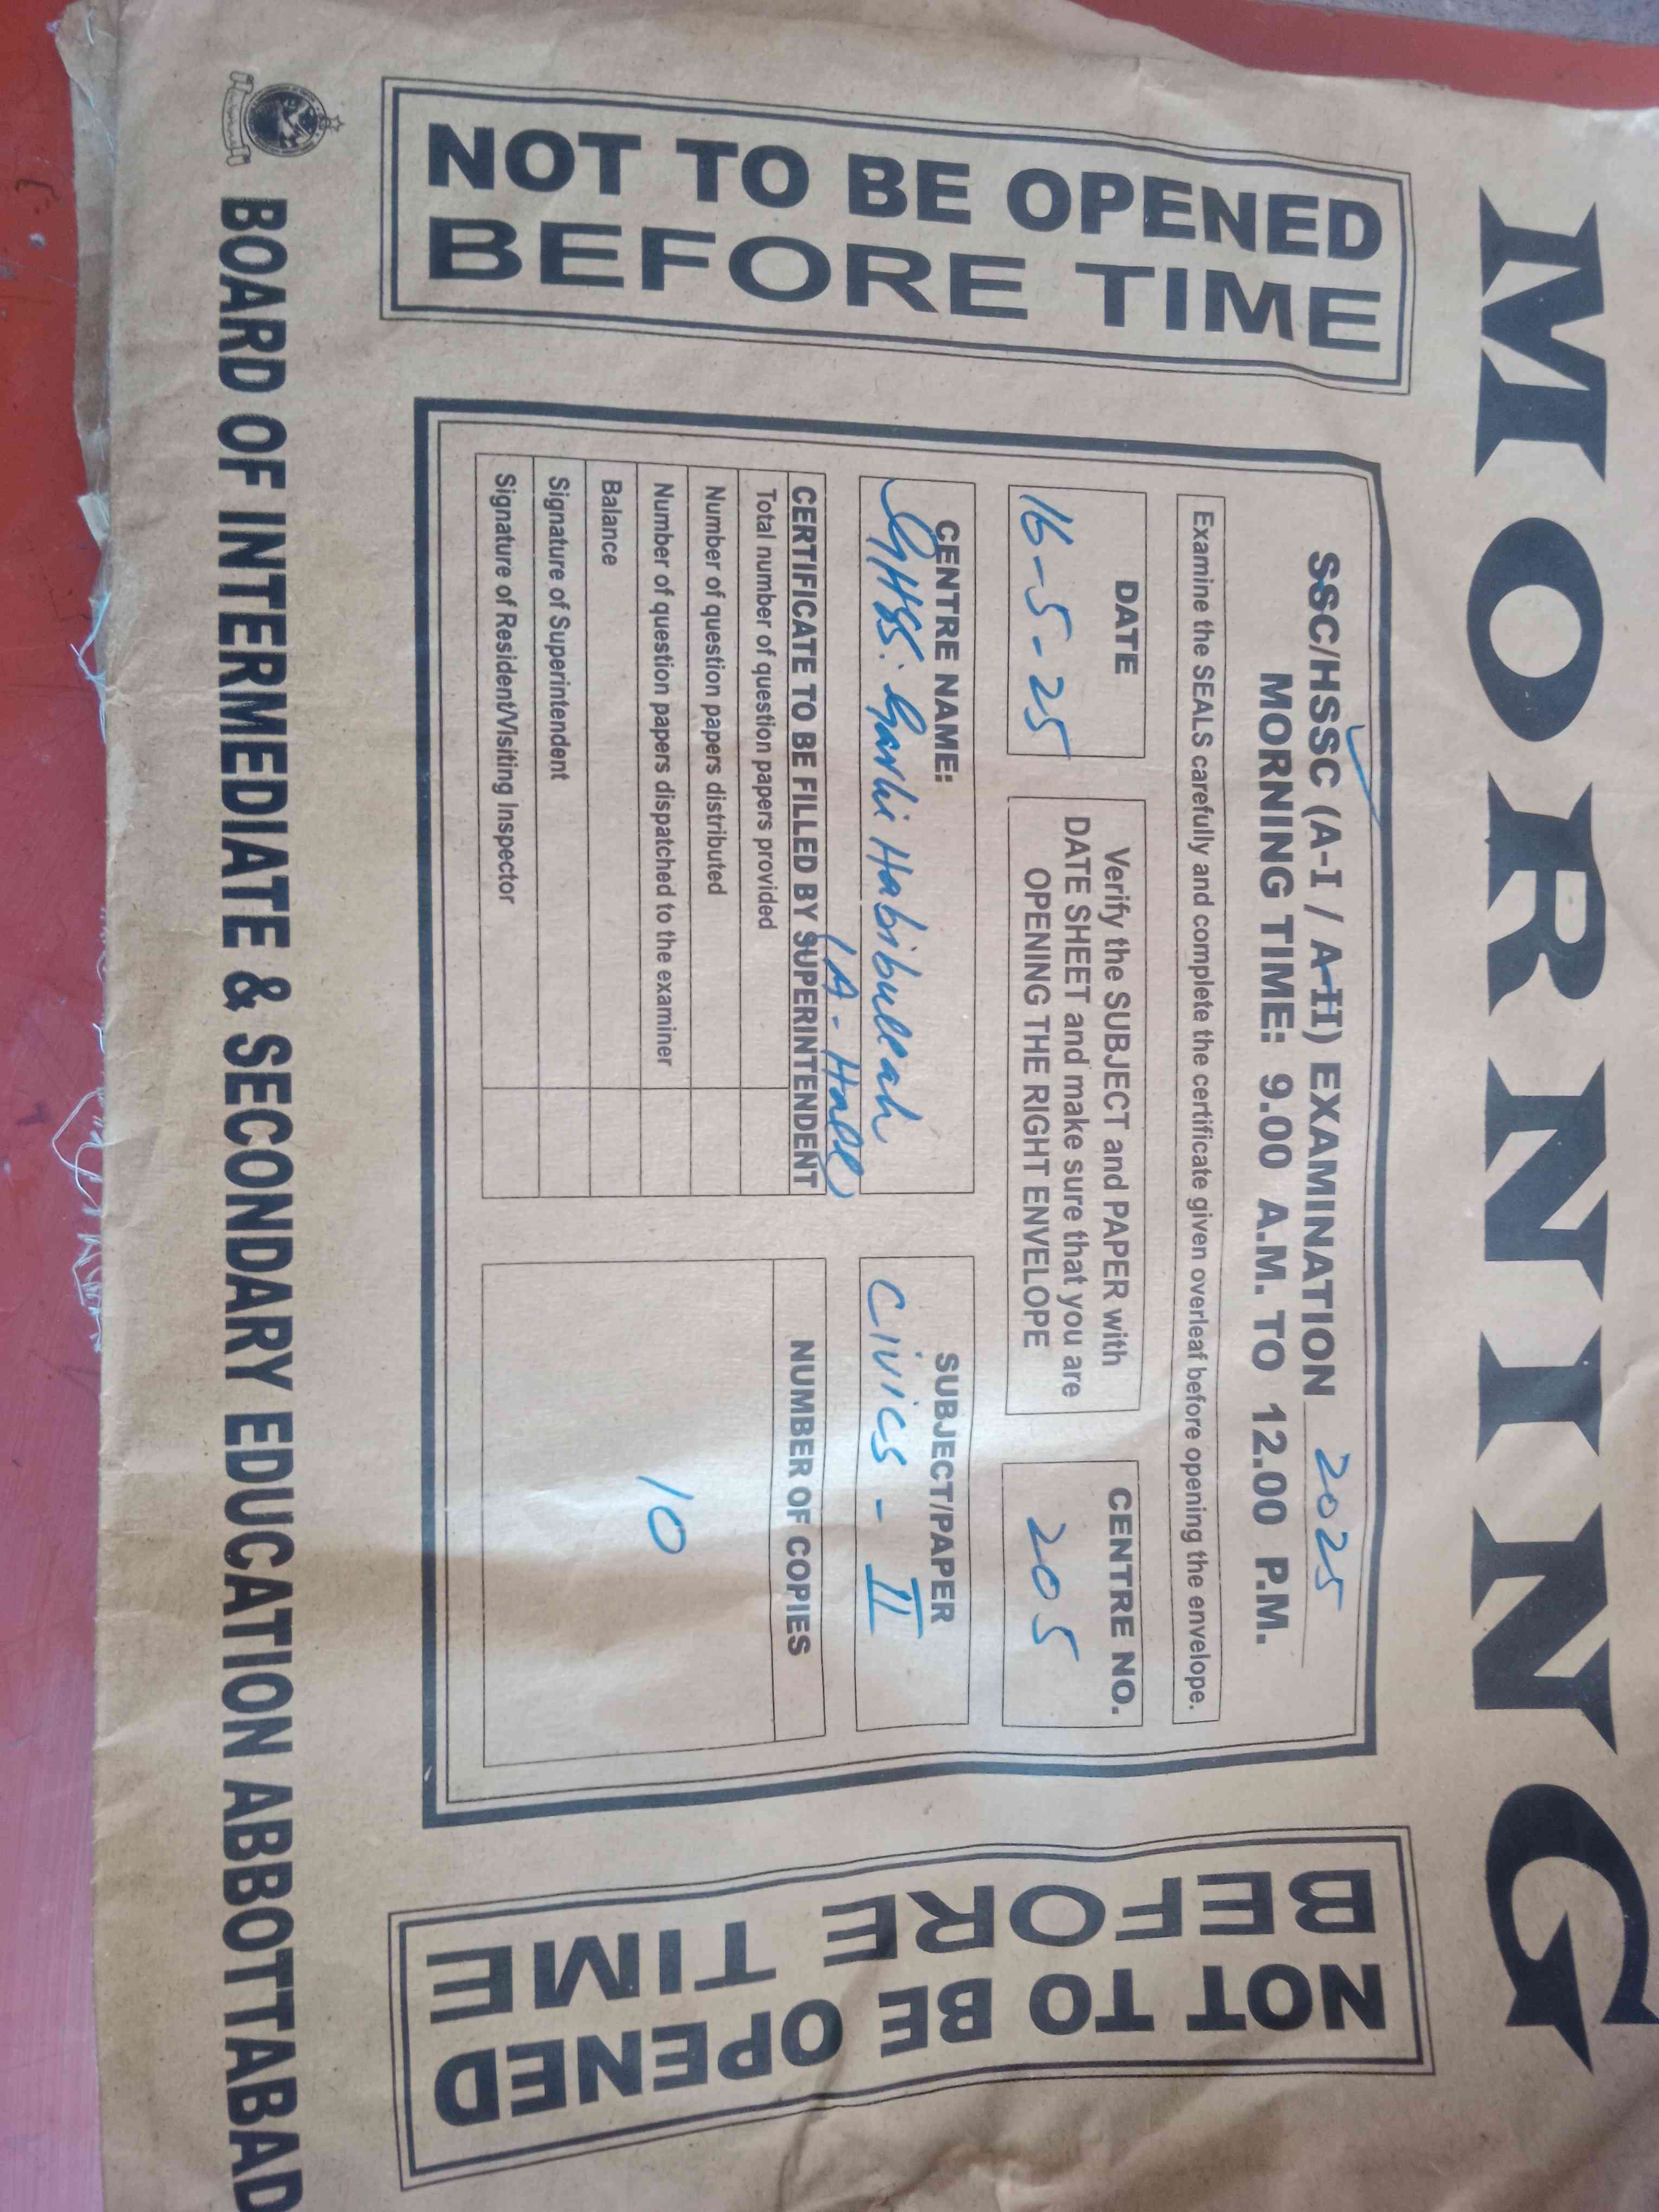 MORNING
NOT TO BE OPENED
BEFORE TIME
SSC/HSSC (A-I / A-II) EXAMINATION 2025
MORNING TIME: 9.00 A.M. TO 12.00 P.M.
Examine the SEALS carefully and complete the certificate given overleaf before opening the envelope.
DATE
16-5-25
Verify the SUBJECT and PAPER with
DATE SHEET and make sure that you are
OPENING THE RIGHT ENVELOPE
CENTRE NO.
205
CENTRE NAME:
GHSS: Garhi Habibullah
(A-Hall)
SUBJECT/PAPER
Civics - II
CERTIFICATE TO BE FILLED BY SUPERINTENDENT
Total number of question papers provided
Number of question papers distributed
Number of question papers dispatched to the examiner
Balance
Signature of Superintendent
Signature of Resident/Visiting Inspector
NUMBER OF COPIES
10
NOT TO BE OPENED
BEFORE TIME
BOARD OF INTERMEDIATE & SECONDARY EDUCATION ABBOTTABAD